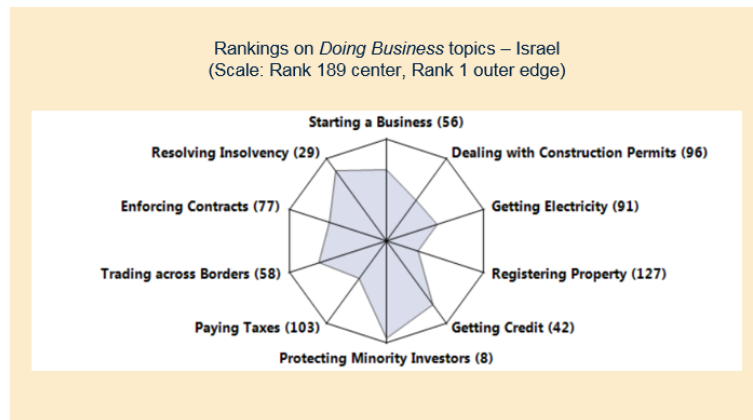 Rankings on Doing Business topics – Israel
(Scale: Rank 189 center, Rank 1 outer edge)
Starting a Business (56)
Resolving Insolvency (29)
Dealing with Construction Permits (96)
Enforcing Contracts (77)
Getting Electricity (91)
Trading across Borders (58)
Registering Property (127)
Paying Taxes (103)
Getting Credit (42)
Protecting Minority Investors (8)